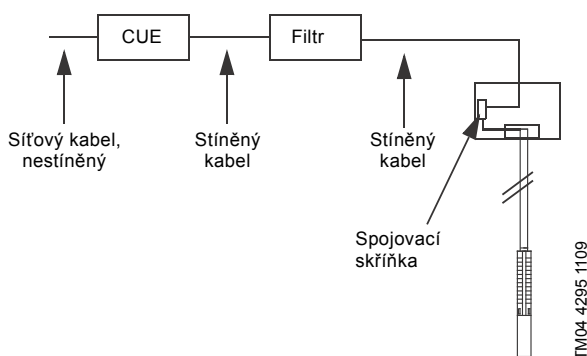 CUE
Filtr
Síťový kabel,
nestíněný
Stíněný
kabel
Stíněný
kabel
Spojovací
skříňka
TM04 4295 1109